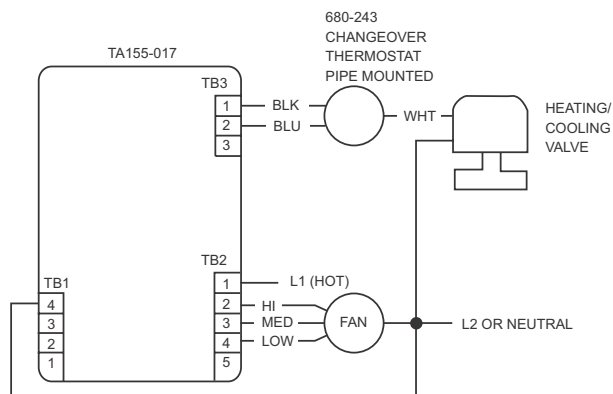 680-243
CHANGEOVER
THERMOSTAT
PIPE MOUNTED
TA155-017
TB3
1
2
3
BLK
BLU
WHT
HEATING/
COOLING
VALVE
TB2
1
2
3
4
5
L1 (HOT)
HI
MED
LOW
FAN
L2 OR NEUTRAL
TB1
4
3
2
1